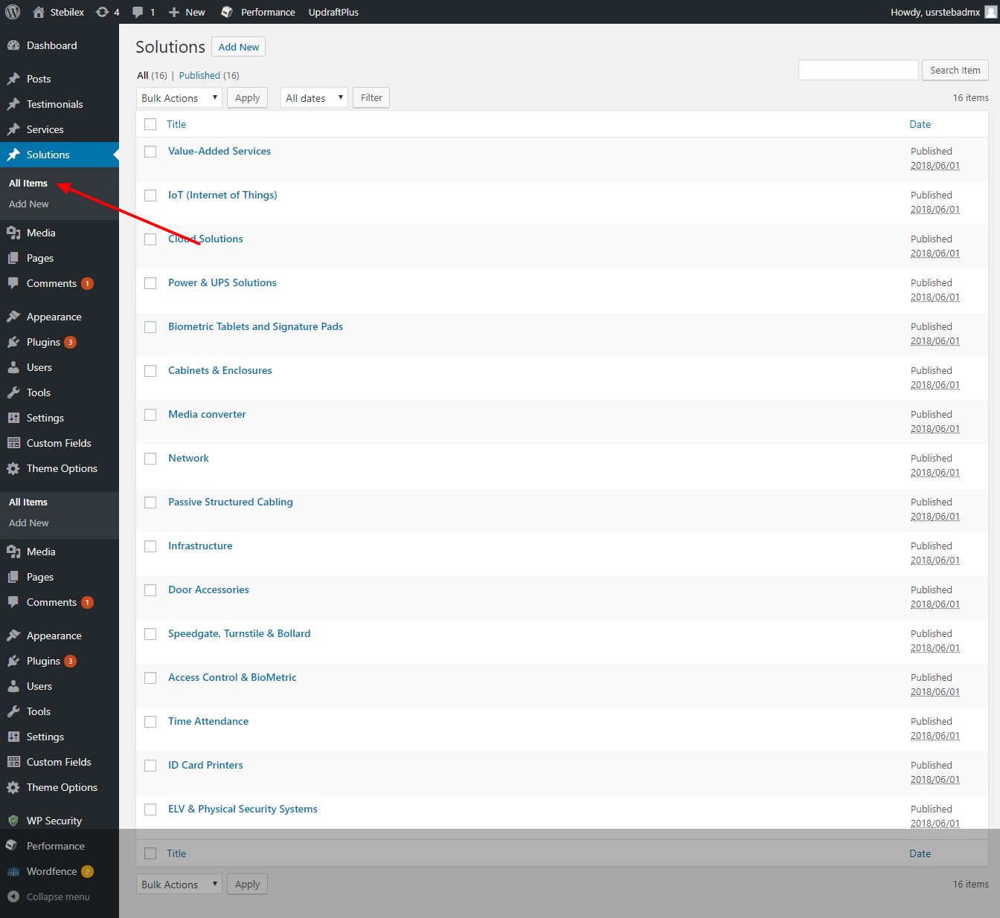 Stebilex 4 1 New Performance UpdraftPlus Howdy, usrstebadmx
Dashboard
Posts
Testimonials
Services
Solutions
All Items
Add New
Media
Pages
Comments 1
Appearance
Plugins 3
Users
Tools
Settings
Custom Fields
Theme Options
All Items
Add New
Media
Pages
Comments 1
Appearance
Plugins 3
Users
Tools
Settings
Custom Fields
Theme Options
WP Security
Performance
Wordfence 2
Collapse menu
Solutions Add New
All (16) | Published (16)
Search Item
Bulk Actions Apply All dates Filter 16 items
Title Date
Value-Added Services Published
2018/06/01
IoT (Internet of Things) Published
2018/06/01
Cloud Solutions Published
2018/06/01
Power & UPS Solutions Published
2018/06/01
Biometric Tablets and Signature Pads Published
2018/06/01
Cabinets & Enclosures Published
2018/06/01
Media converter Published
2018/06/01
Network Published
2018/06/01
Passive Structured Cabling Published
2018/06/01
Infrastructure Published
2018/06/01
Door Accessories Published
2018/06/01
Speedgate, Turnstile & Bollard Published
2018/06/01
Access Control & BioMetric Published
2018/06/01
Time Attendance Published
2018/06/01
ID Card Printers Published
2018/06/01
ELV & Physical Security Systems Published
2018/06/01
Title Date
Bulk Actions Apply 16 items